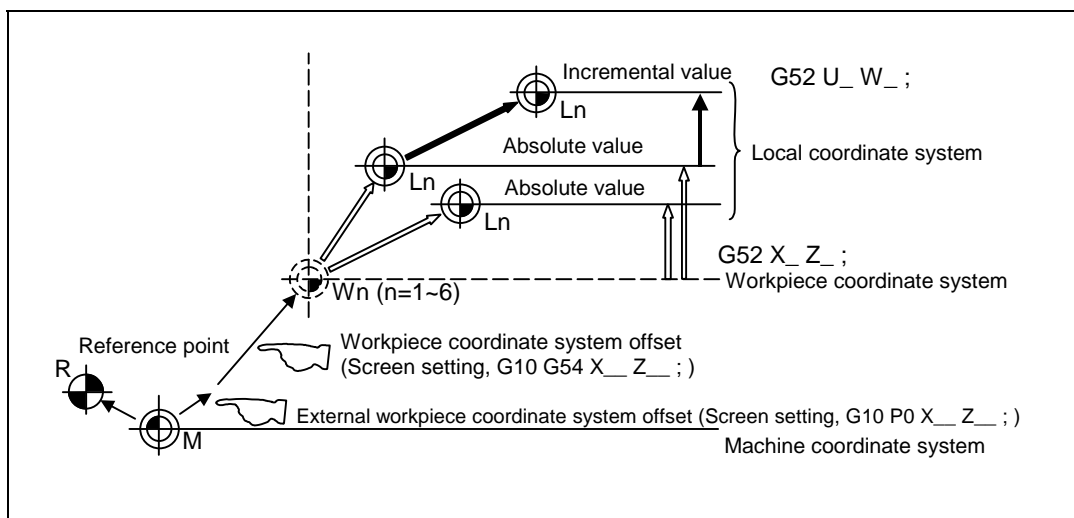 Incremental value
G52 U_ W_ ;
Ln
Absolute value
Local coordinate system
Ln
Absolute value
Ln
G52 X_ Z_ ;
Wn (n=1~6)
Workpiece coordinate system
Reference point
Workpiece coordinate system offset
(Screen setting, G10 G54 X__ Z__ ; )
R
External workpiece coordinate system offset (Screen setting, G10 P0 X__ Z__ ; )
M
Machine coordinate system